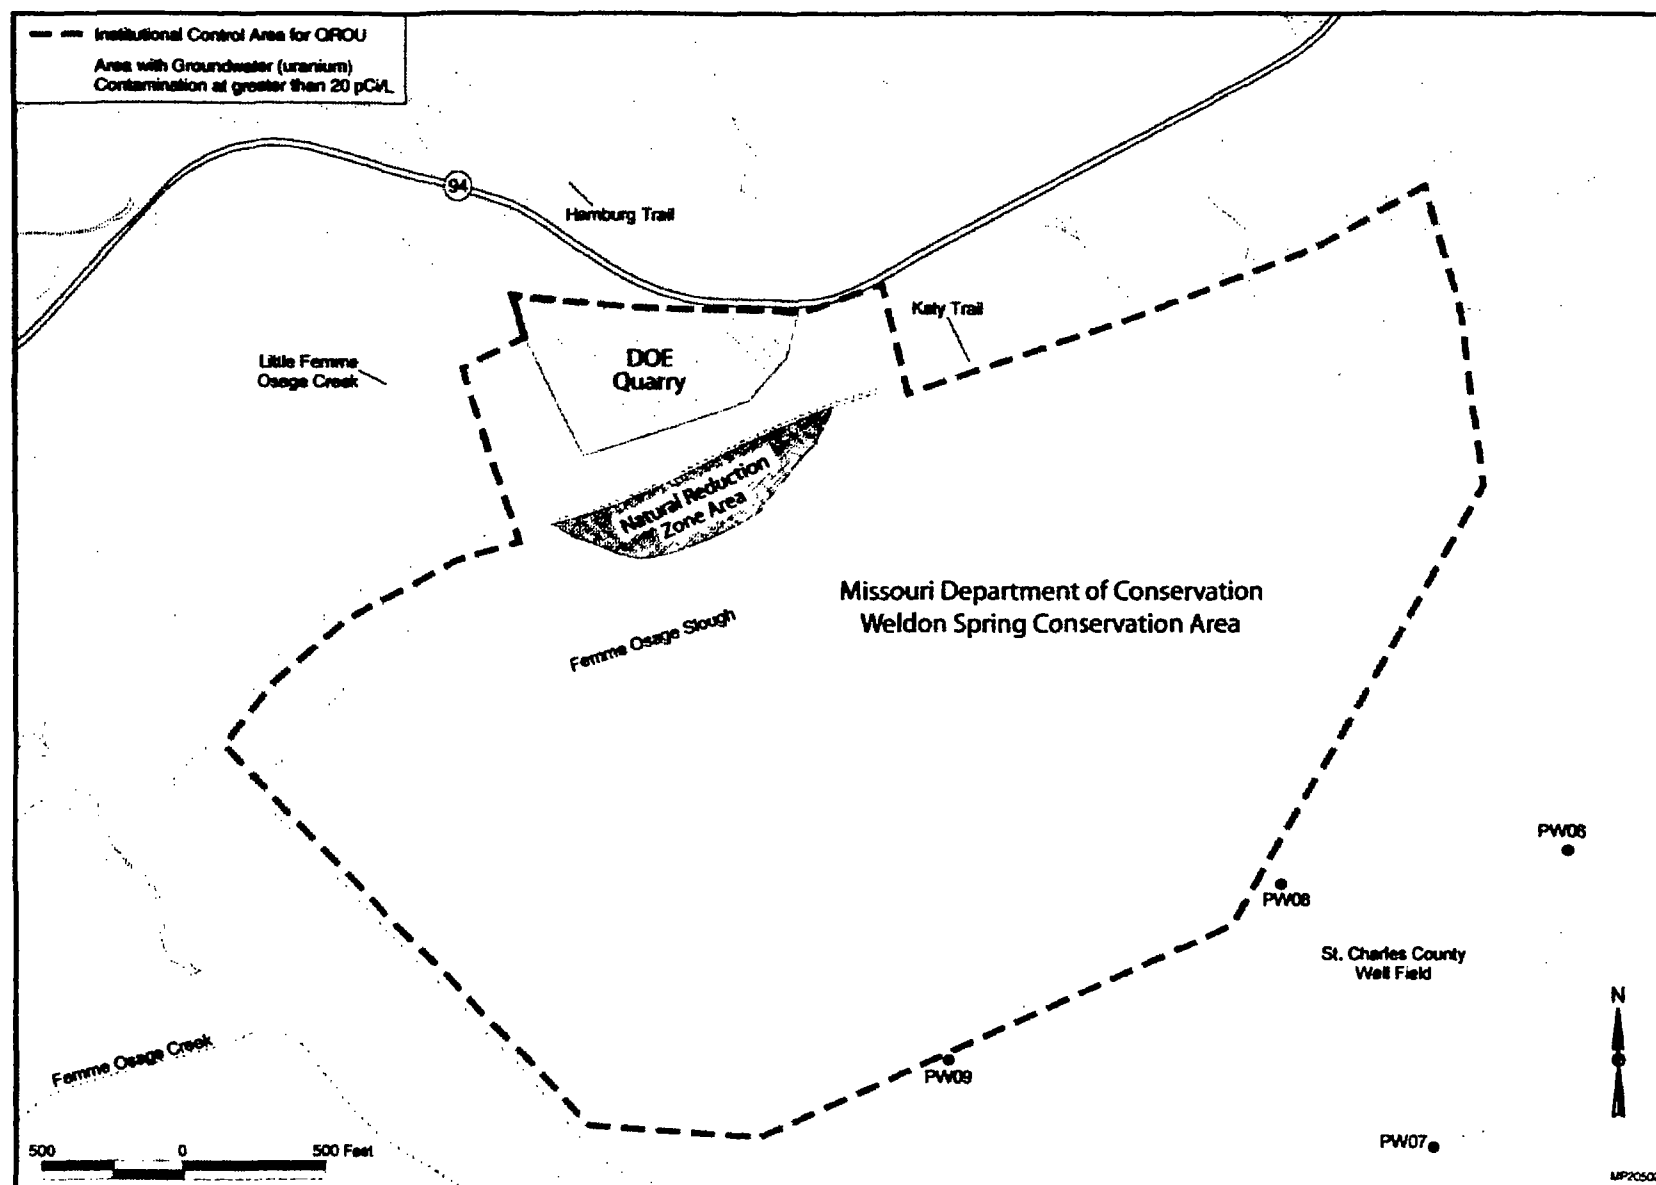 Institutional Control Area for QROU
Area with Groundwater (uranium)
Contamination at greater than 20 pCi/L
94
Hamburg Trail
Katy Trail
Little Femme
Osage Creek
DOE
Quarry
Natural Reduction
Zone Area
Missouri Department of Conservation
Weldon Spring Conservation Area
Femme Osage Slough
PW06
PW08
St. Charles County
Well Field
N
Femme Osage Creek
PW09
PW07
500 0 500 Feet